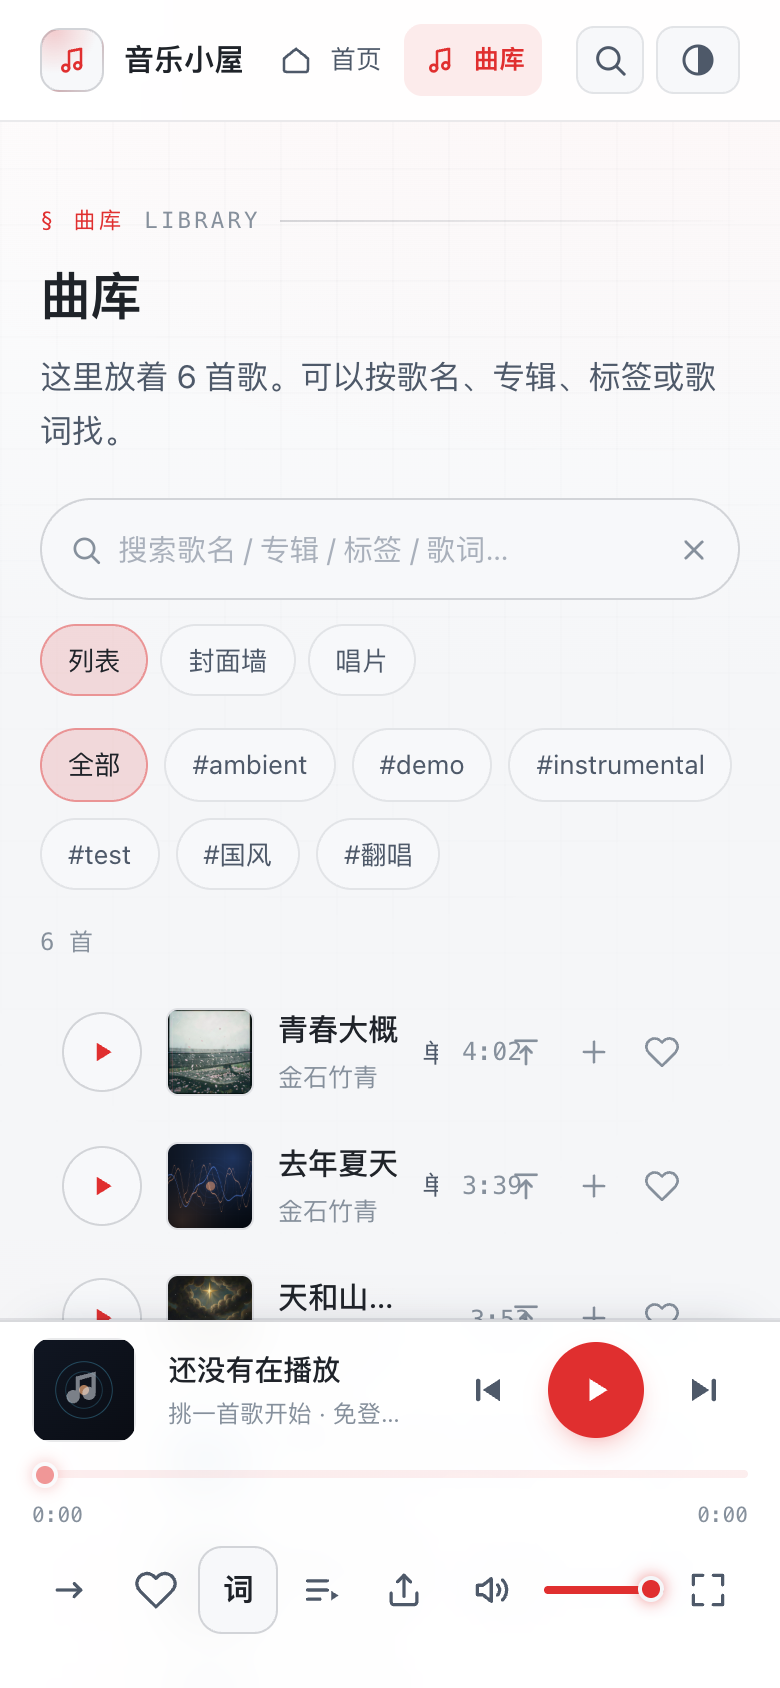 音乐小屋 首页 曲库
§ 曲库 LIBRARY
曲库
这里放着 6 首歌。可以按歌名、专辑、标签或歌
词找。
搜索歌名 / 专辑 / 标签 / 歌词...
列表 封面墙 唱片
全部 #ambient #demo #instrumental
#test #国风 #翻唱
6 首
青春大概 4:02
金石竹青
去年夏天 3:39
金石竹青
天和山...
还没有在播放
挑一首歌开始 · 免登...
0:00 0:00
词